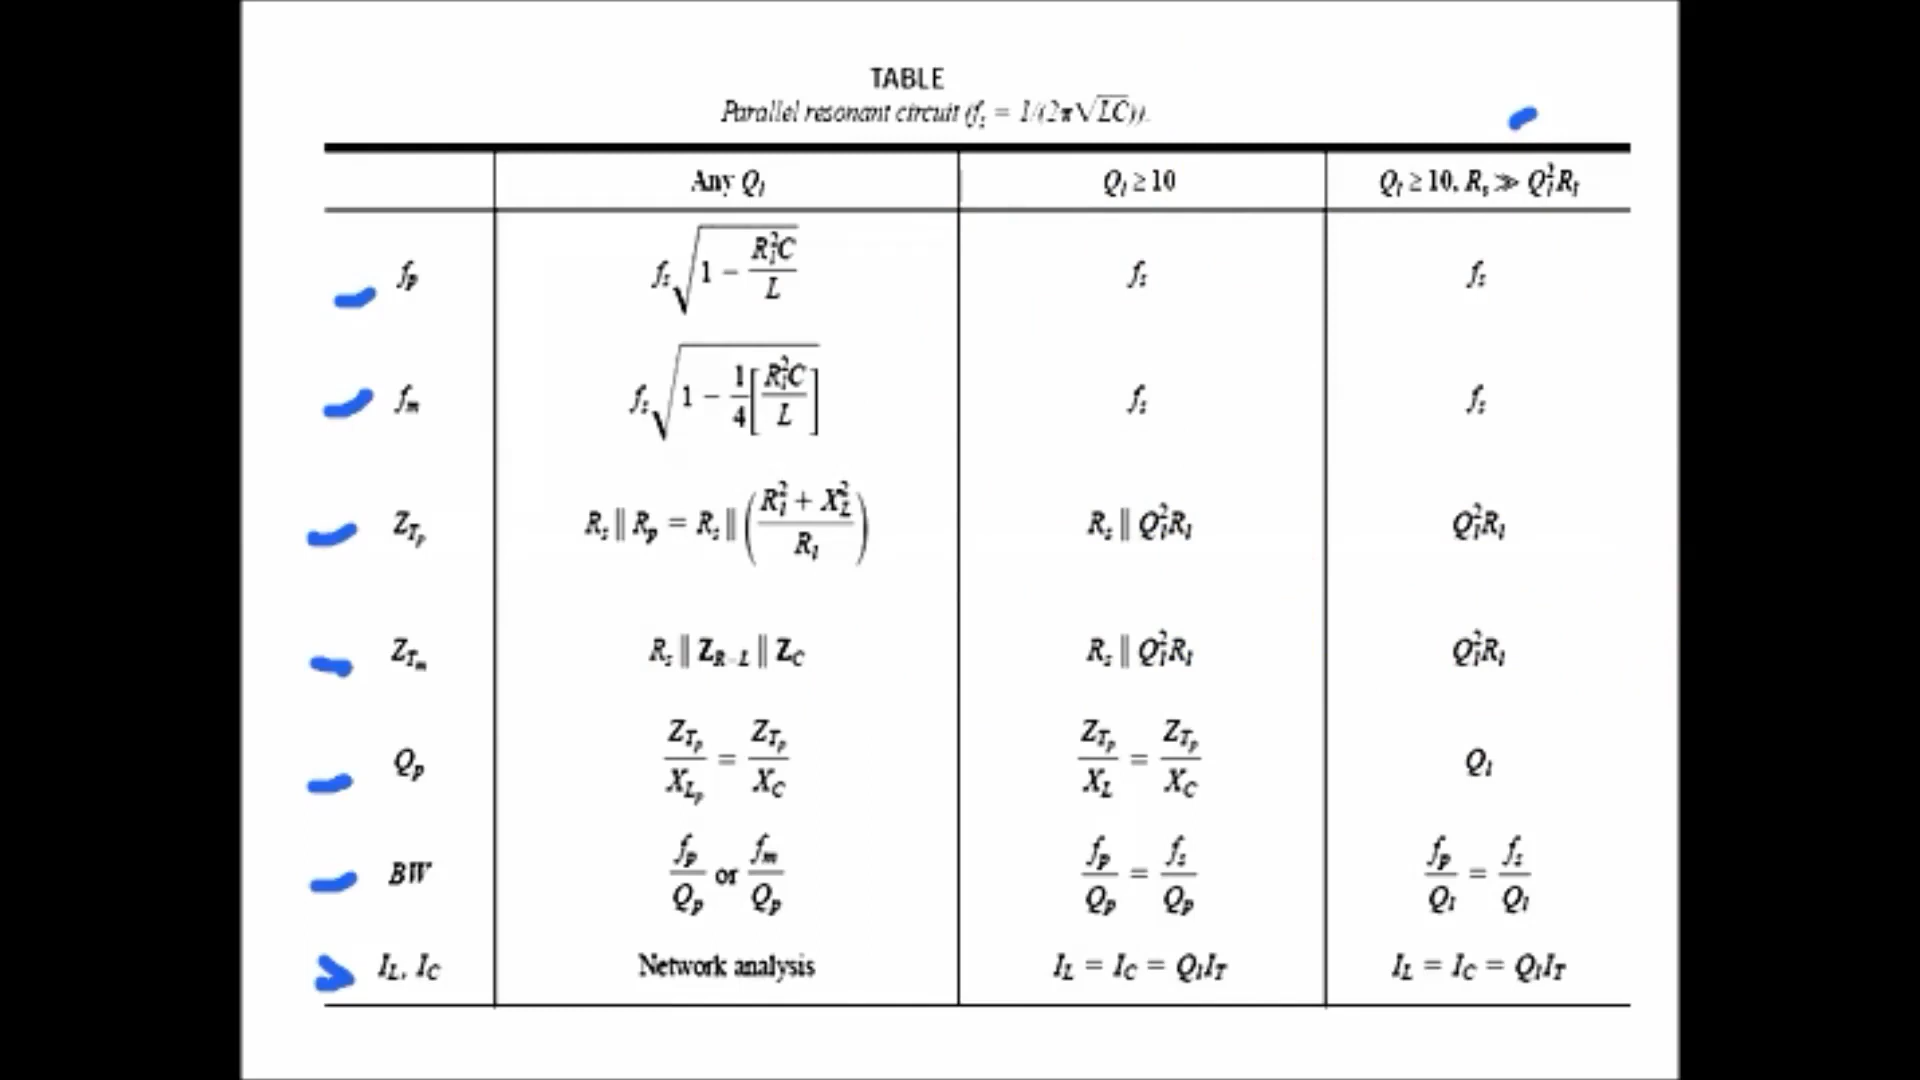 TABLE
Parallel resonant circuit (fs = 1/(2π√LC)).
Any Ql | Ql ≥ 10 | Ql ≥ 10, Rs ≫ Ql²Rl
fp | fs√(1 − Rl²C/L) | fs | fs
fm | fs√(1 − 1/4[Rl²C/L]) | fs | fs
ZTp | Rs ∥ Rp = Rs ∥ ((Rl² + XL²)/Rl) | Rs ∥ Ql²Rl | Ql²Rl
ZTm | Rs ∥ ZR–L ∥ ZC | Rs ∥ Ql²Rl | Ql²Rl
Qp | ZTp/XLp = ZTp/XC | ZTp/XL = ZTp/XC | Ql
BW | fp/Qp or fm/Qp | fp/Qp = fs/Qp | fp/Ql = fs/Ql
IL, IC | Network analysis | IL = IC = QlIT | IL = IC = QlIT